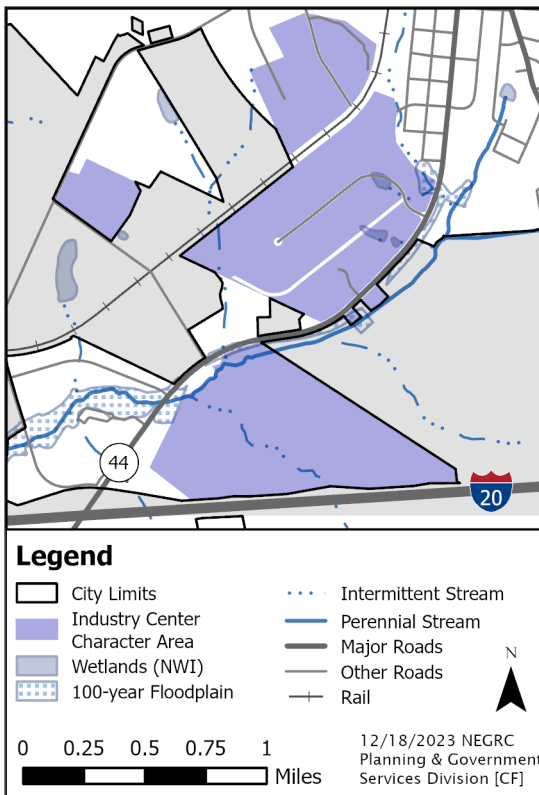 44
20
Legend
City Limits
Industry Center
Character Area
Wetlands (NWI)
100-year Floodplain
Intermittent Stream
Perennial Stream
Major Roads
Other Roads
Rail
N
0 0.25 0.5 0.75 1
Miles
12/18/2023 NEGRC
Planning & Government
Services Division [CF]